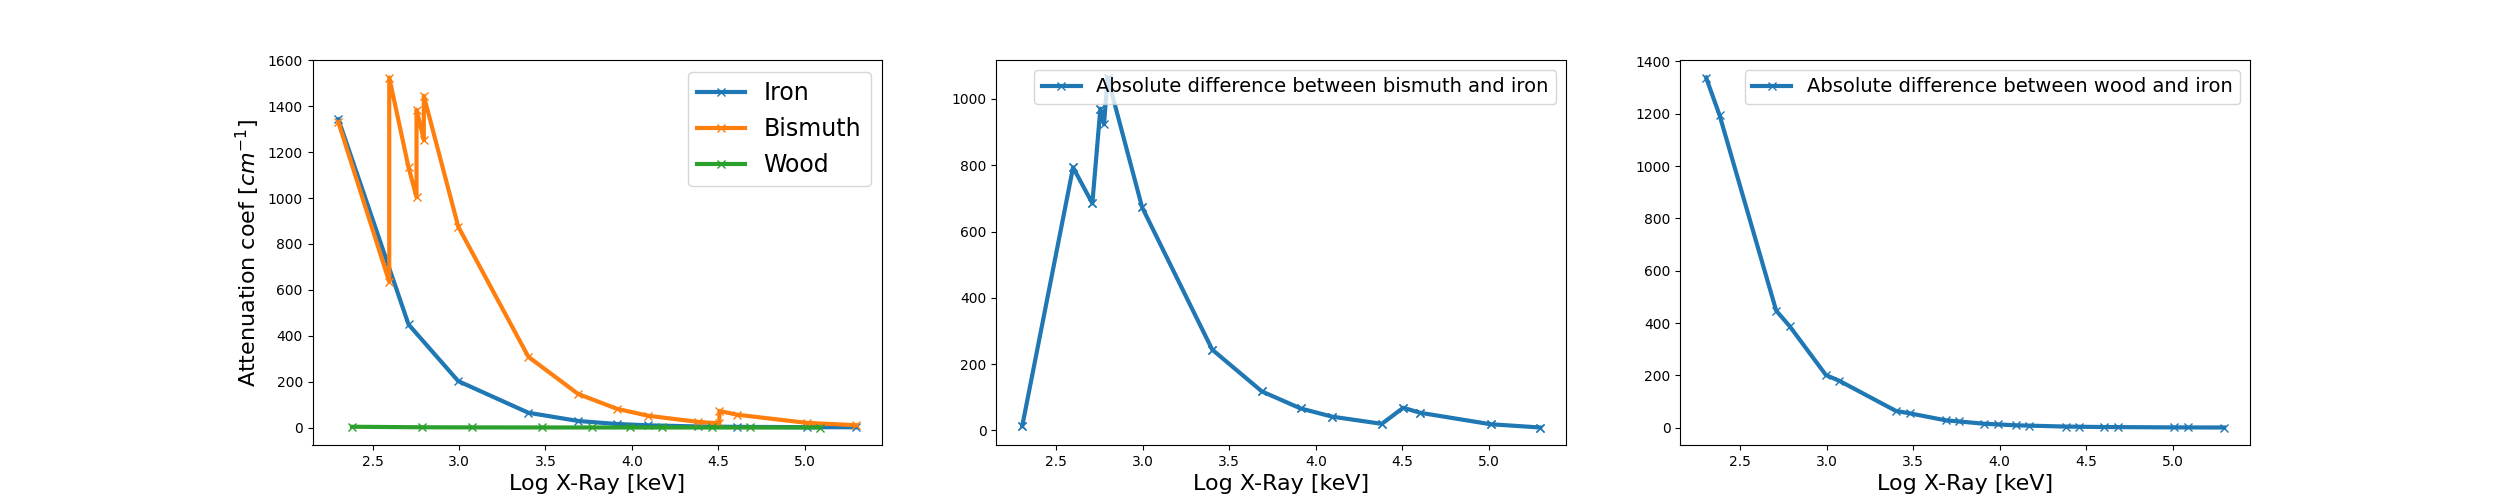 1600
1400
1200
1000
800
600
400
200
0
2.5 3.0 3.5 4.0 4.5 5.0
Attenuation coef [cm⁻¹]
Log X-Ray [keV]
Iron
Bismuth
Wood
1000
800
600
400
200
0
2.5 3.0 3.5 4.0 4.5 5.0
Log X-Ray [keV]
Absolute difference between bismuth and iron
1400
1200
1000
800
600
400
200
0
2.5 3.0 3.5 4.0 4.5 5.0
Log X-Ray [keV]
Absolute difference between wood and iron